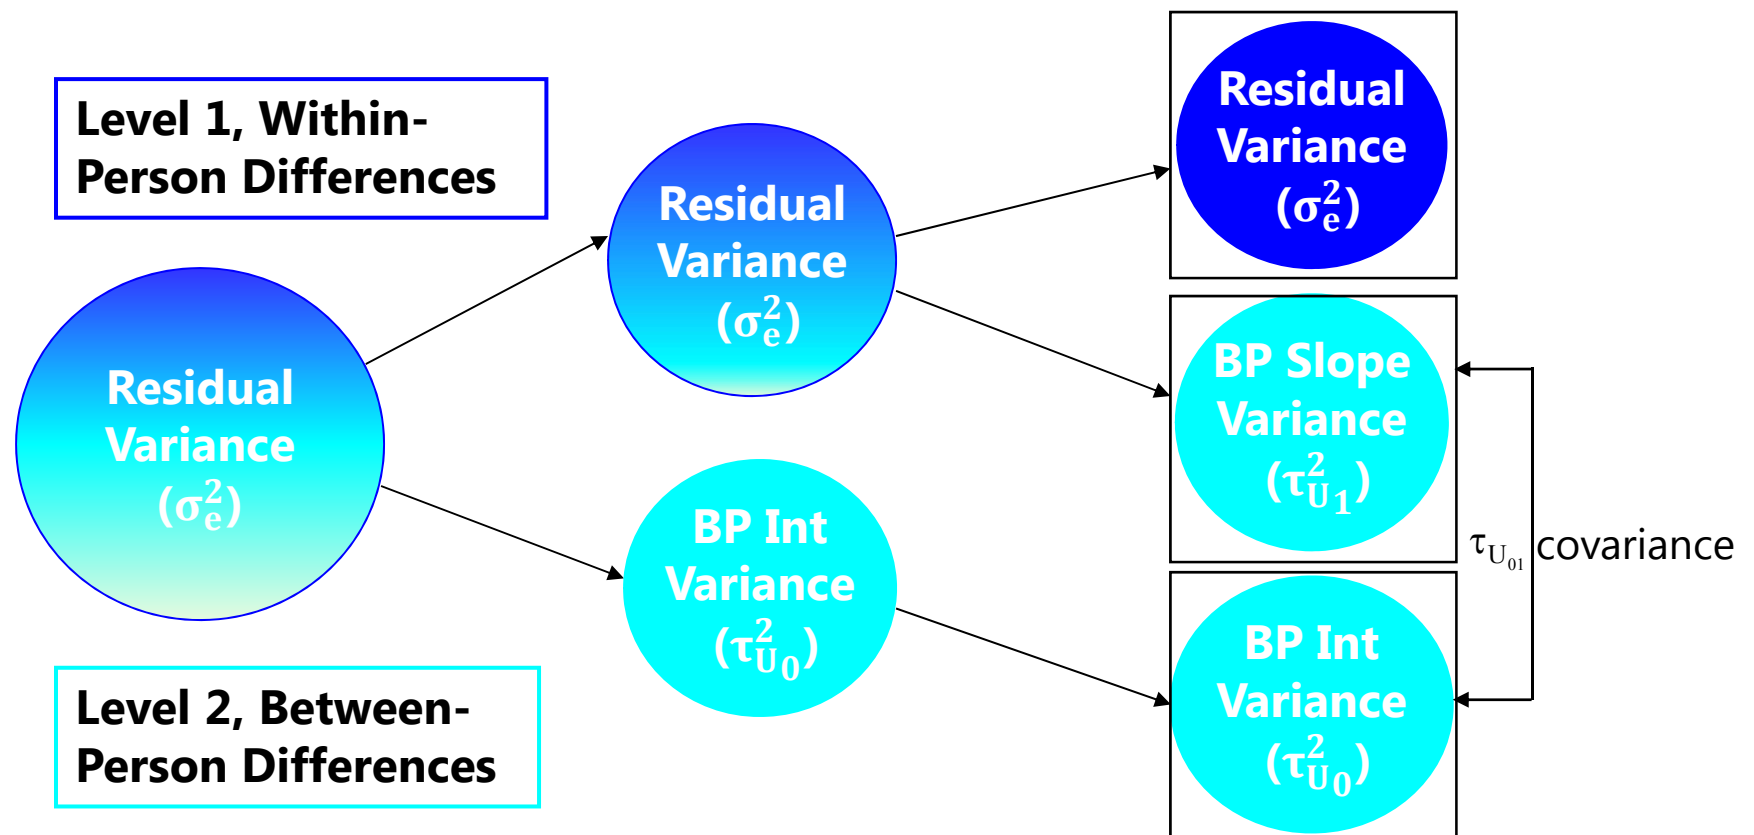 Level 1, Within-
Person Differences
Residual
Variance
(σ²ₑ)
Level 2, Between-
Person Differences
Residual
Variance
(σ²ₑ)
BP Int
Variance
(τ²U₀)
Residual
Variance
(σ²ₑ)
BP Slope
Variance
(τ²U₁)
BP Int
Variance
(τ²U₀)
τU₀₁ covariance